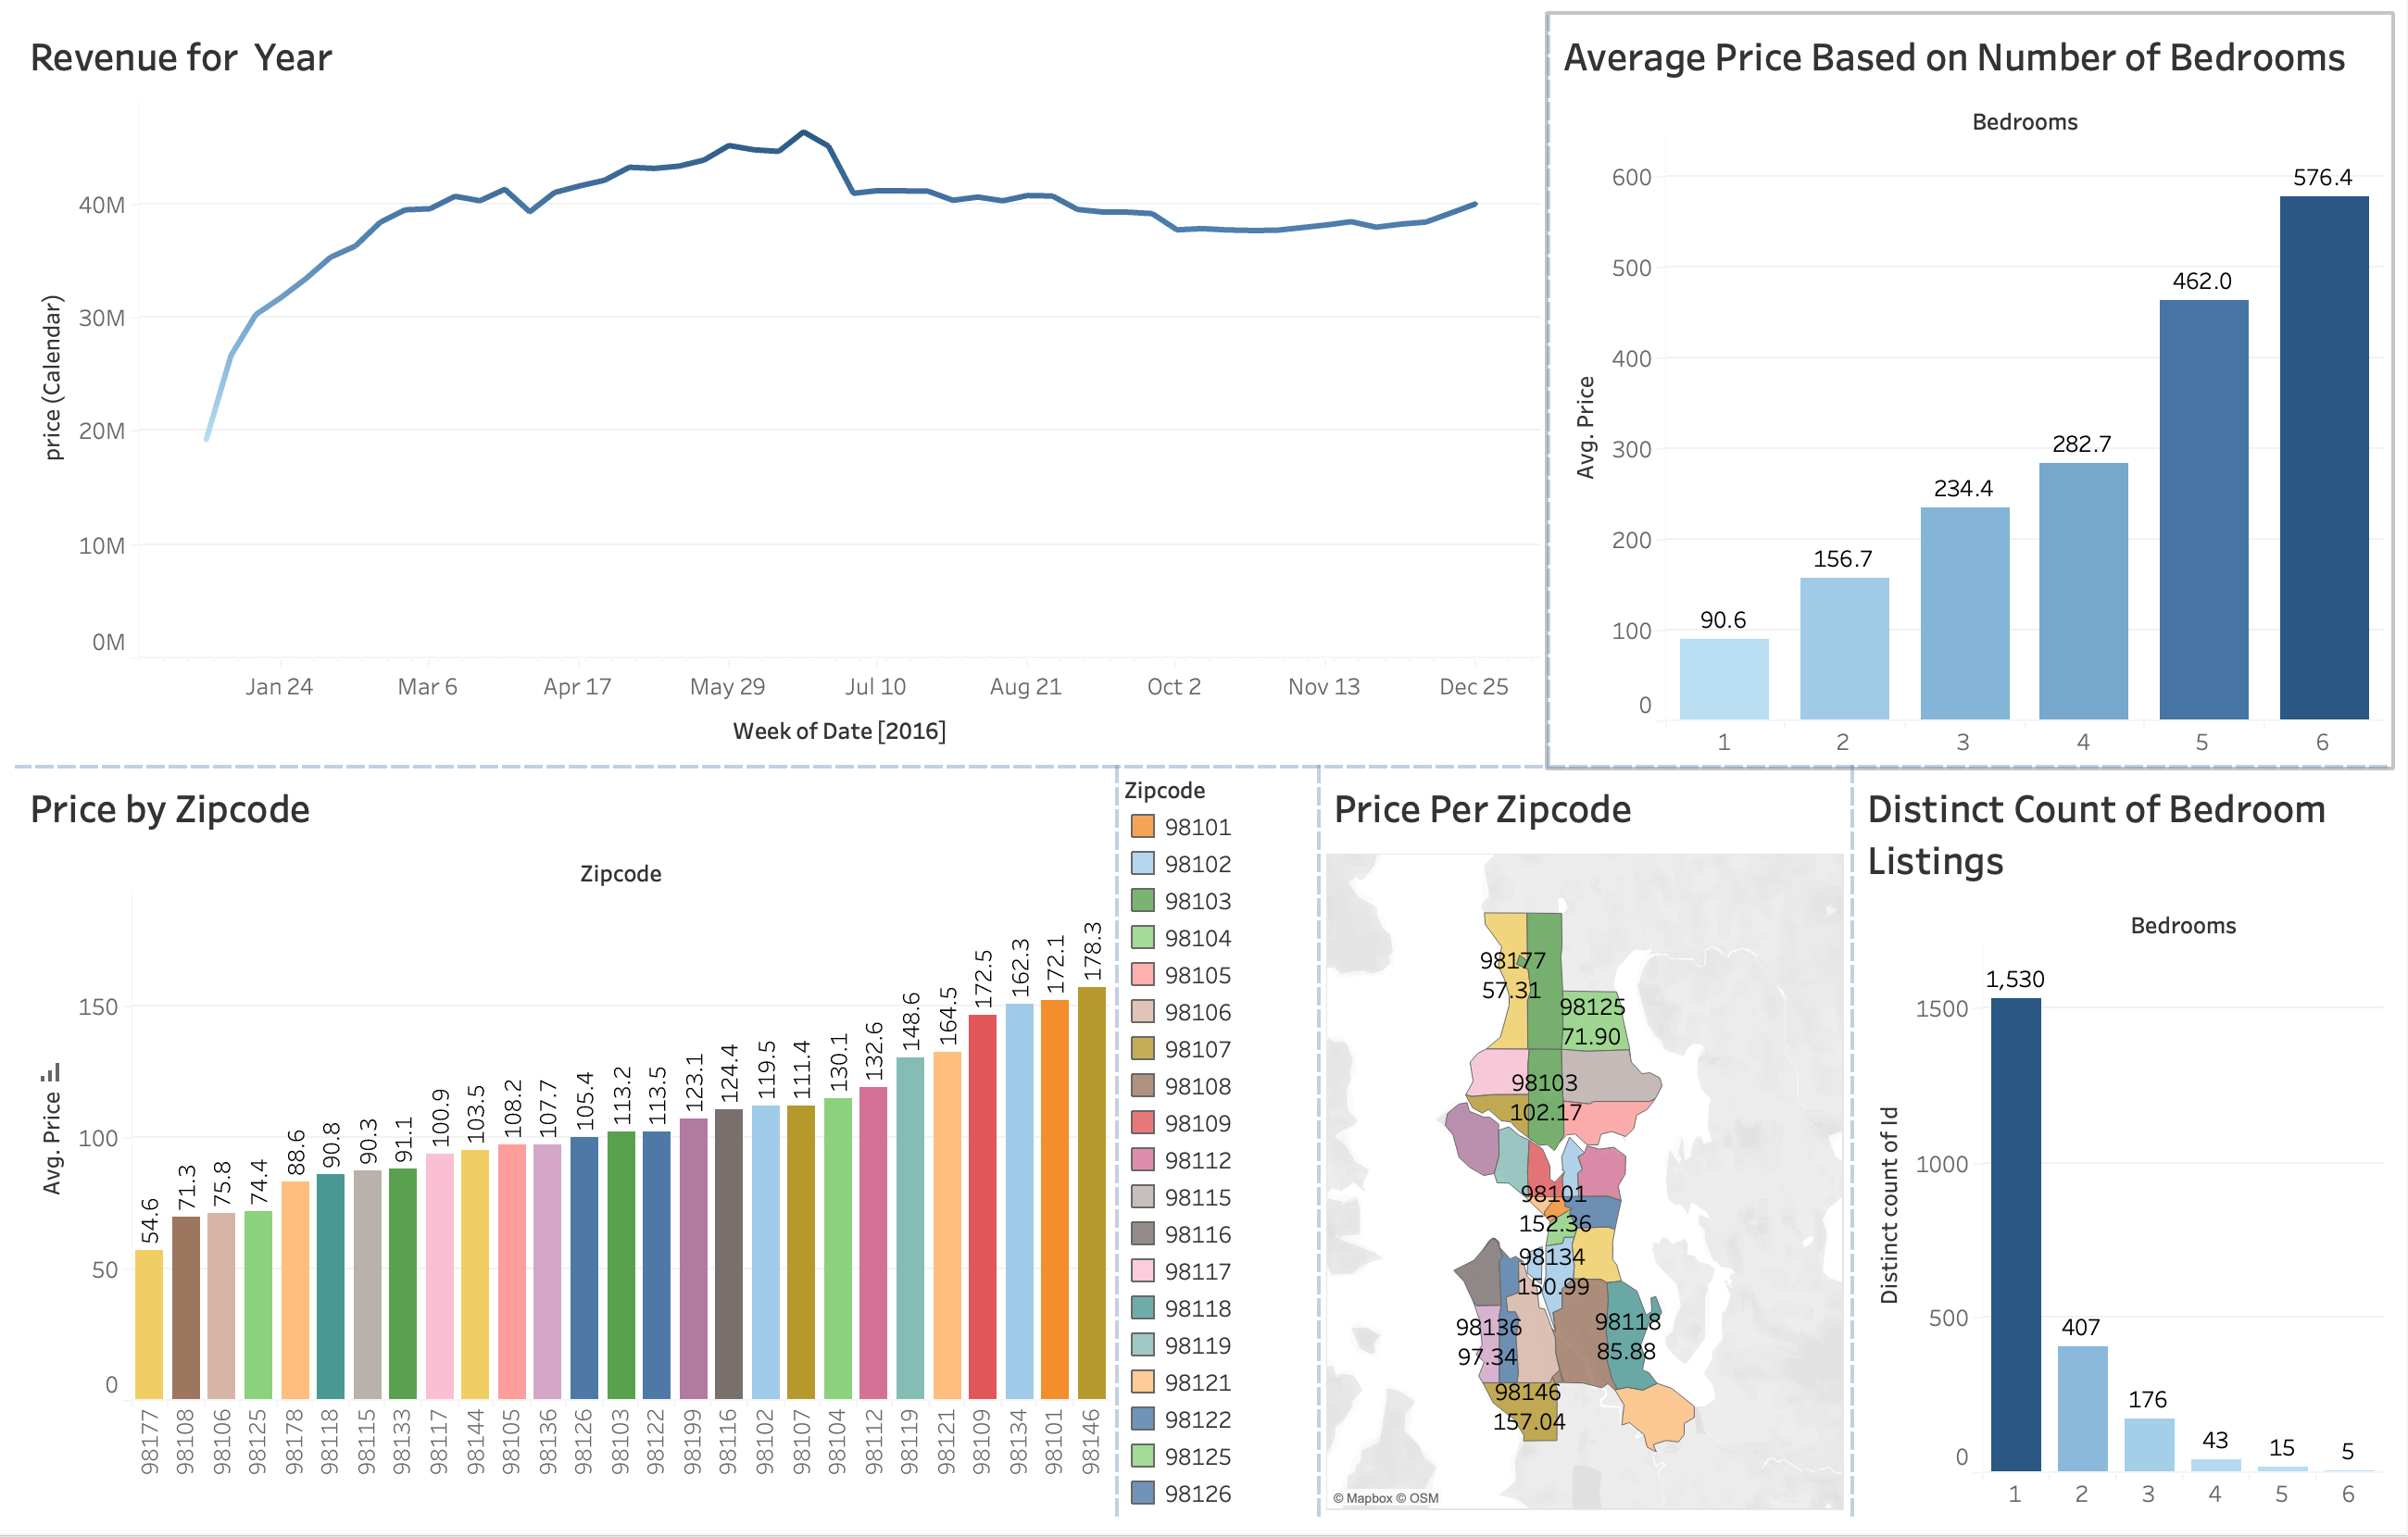 Revenue for Year
price (Calendar)
40M
30M
20M
10M
0M
Jan 24 Mar 6 Apr 17 May 29 Jul 10 Aug 21 Oct 2 Nov 13 Dec 25
Week of Date [2016]
Average Price Based on Number of Bedrooms
Bedrooms
Avg. Price
600
500
400
300
200
100
0
90.6 156.7 234.4 282.7 462.0 576.4
1 2 3 4 5 6
Price by Zipcode
Zipcode
Avg. Price
150
100
50
0
54.6 71.3 75.8 74.4 88.6 90.8 90.3 91.1 100.9 103.5 108.2 107.7 105.4 113.2 113.5 123.1 124.4 119.5 111.4 130.1 132.6 148.6 164.5 172.5 162.3 172.1 178.3
98177 98108 98106 98125 98178 98118 98115 98133 98117 98144 98105 98136 98126 98103 98122 98199 98116 98102 98107 98104 98112 98119 98121 98109 98134 98101 98146
Zipcode
98101
98102
98103
98104
98105
98106
98107
98108
98109
98112
98115
98116
98117
98118
98119
98121
98122
98125
98126
Price Per Zipcode
98177
57.31
98125
71.90
98103
102.17
98101
152.36
98134
150.99
98136
97.34
98118
85.88
98146
157.04
© Mapbox © OSM
Distinct Count of Bedroom
Listings
Bedrooms
Distinct count of Id
1500
1000
500
0
1,530 407 176 43 15 5
1 2 3 4 5 6